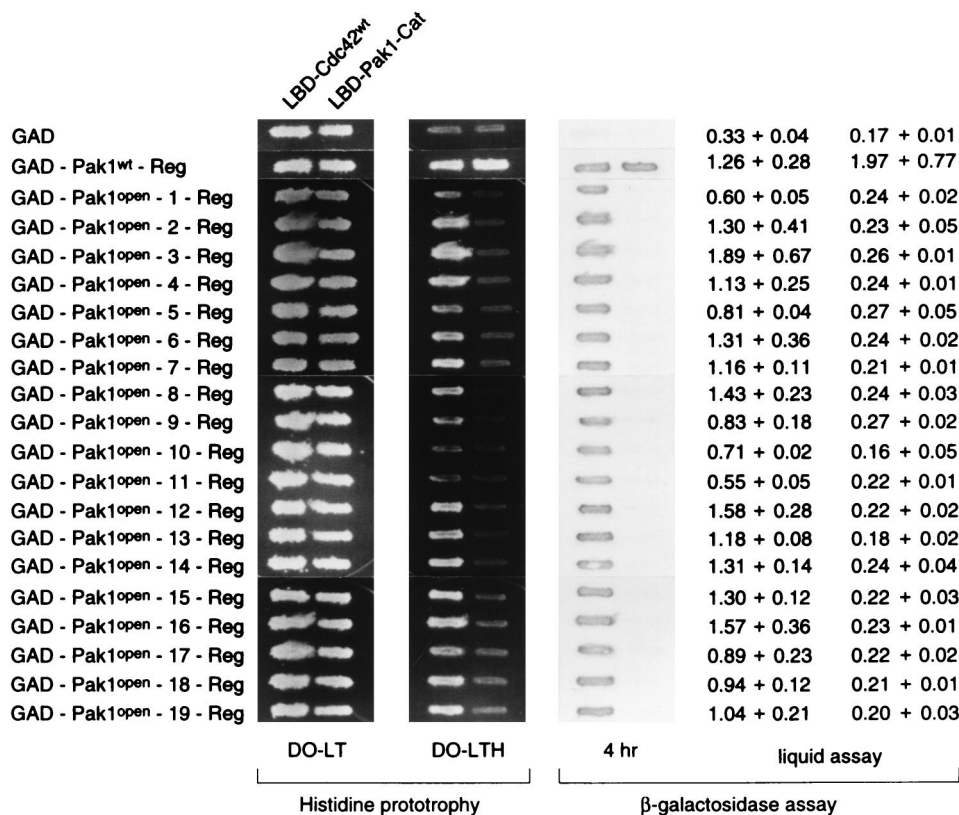 LBD-Cdc42wt
LBD-Pak1-Cat
GAD 0.33 + 0.04 0.17 + 0.01
GAD - Pak1wt - Reg 1.26 + 0.28 1.97 + 0.77
GAD - Pak1open - 1 - Reg 0.60 + 0.05 0.24 + 0.02
GAD - Pak1open - 2 - Reg 1.30 + 0.41 0.23 + 0.05
GAD - Pak1open - 3 - Reg 1.89 + 0.67 0.26 + 0.01
GAD - Pak1open - 4 - Reg 1.13 + 0.25 0.24 + 0.01
GAD - Pak1open - 5 - Reg 0.81 + 0.04 0.27 + 0.05
GAD - Pak1open - 6 - Reg 1.31 + 0.36 0.24 + 0.02
GAD - Pak1open - 7 - Reg 1.16 + 0.11 0.21 + 0.01
GAD - Pak1open - 8 - Reg 1.43 + 0.23 0.24 + 0.03
GAD - Pak1open - 9 - Reg 0.83 + 0.18 0.27 + 0.02
GAD - Pak1open - 10 - Reg 0.71 + 0.02 0.16 + 0.05
GAD - Pak1open - 11 - Reg 0.55 + 0.05 0.22 + 0.01
GAD - Pak1open - 12 - Reg 1.58 + 0.28 0.22 + 0.02
GAD - Pak1open - 13 - Reg 1.18 + 0.08 0.18 + 0.02
GAD - Pak1open - 14 - Reg 1.31 + 0.14 0.24 + 0.04
GAD - Pak1open - 15 - Reg 1.30 + 0.12 0.22 + 0.03
GAD - Pak1open - 16 - Reg 1.57 + 0.36 0.23 + 0.01
GAD - Pak1open - 17 - Reg 0.89 + 0.23 0.22 + 0.02
GAD - Pak1open - 18 - Reg 0.94 + 0.12 0.21 + 0.01
GAD - Pak1open - 19 - Reg 1.04 + 0.21 0.20 + 0.03
DO-LT DO-LTH 4 hr liquid assay
Histidine prototrophy β-galactosidase assay